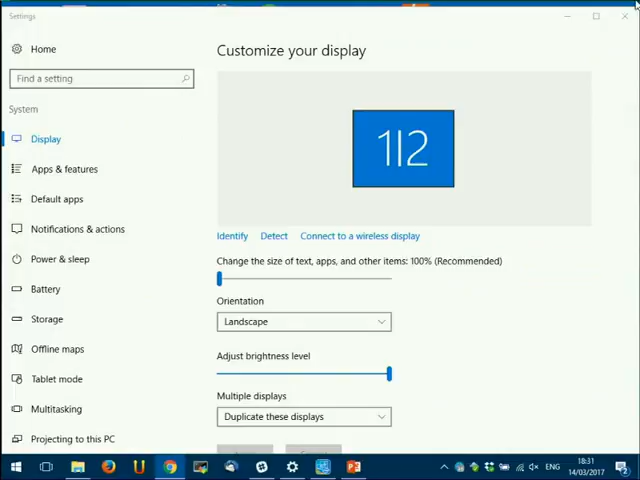 Settings
Home
Find a setting
System
Display
Apps & features
Default apps
Notifications & actions
Power & sleep
Battery
Storage
Offline maps
Tablet mode
Multitasking
Projecting to this PC
Customize your display
1|2
Identify Detect Connect to a wireless display
Change the size of text, apps, and other items: 100% (Recommended)
Orientation
Landscape
Adjust brightness level
Multiple displays
Duplicate these displays
ENG
18:31
14/03/2017